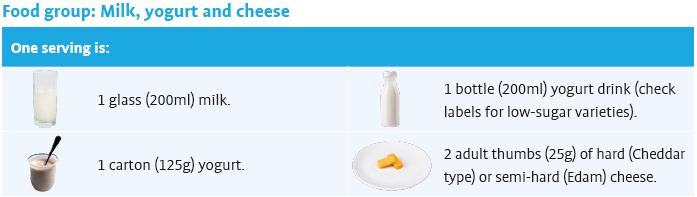 Food group: Milk, yogurt and cheese
One serving is:
1 glass (200ml) milk.
1 bottle (200ml) yogurt drink (check
labels for low-sugar varieties).
1 carton (125g) yogurt.
2 adult thumbs (25g) of hard (Cheddar
type) or semi-hard (Edam) cheese.